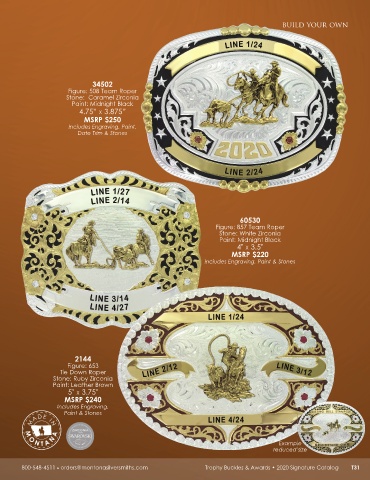 BUILD YOUR OWN
LINE 1/24
34502
Figure: 508 Team Roper
Stone: Caramel Zirconia
Paint: Midnight Black
4.75" x 3.875"
MSRP $250
Includes Engraving, Paint,
Date Trim & Stones
2020
LINE 2/24
LINE 1/27
LINE 2/14
60530
Figure: 857 Team Roper
Stone: White Zirconia
Paint: Midnight Black
4" x 3.5"
MSRP $220
Includes Engraving, Paint & Stones
LINE 3/14
LINE 4/27
LINE 1/24
2144
Figure: 653
Tie Down Roper
Stone: Ruby Zirconia
Paint: Leather Brown
5" x 3.75"
MSRP $240
Includes Engraving,
Paint & Stones
LINE 2/12
LINE 3/12
LINE 4/24
MADE IN
MONTANA
Example
reduced size
800-548-4511 • orders@montanasilversmiths.com
Trophy Buckles & Awards • 2020 Signature Catalog T31